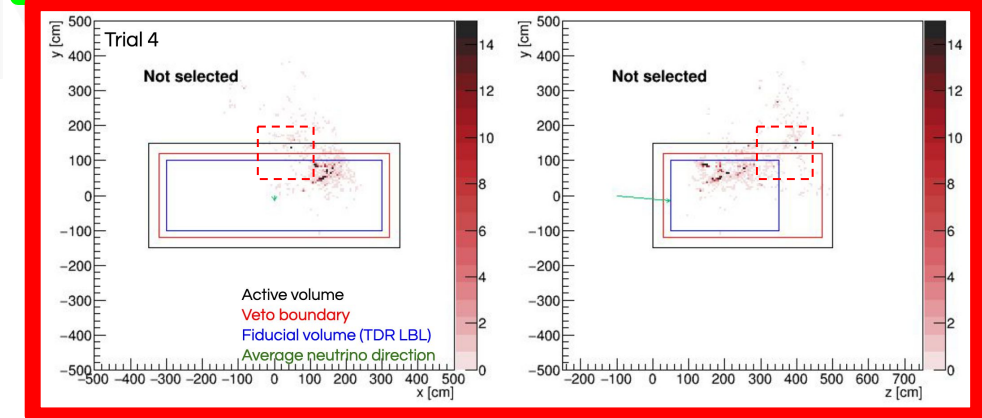 Trial 4
Not selected
y [cm]
500
400
300
200
100
0
−100
−200
−300
−400
−500
−500 −400 −300 −200 −100 0 100 200 300 400 500
x [cm]
14
12
10
8
6
4
2
0
Active volume
Veto boundary
Fiducial volume (TDR LBL)
Average neutrino direction
Not selected
y [cm]
500
400
300
200
100
0
−100
−200
−300
−400
−500
−200 −100 0 100 200 300 400 500 600 700
z [cm]
14
12
10
8
6
4
2
0